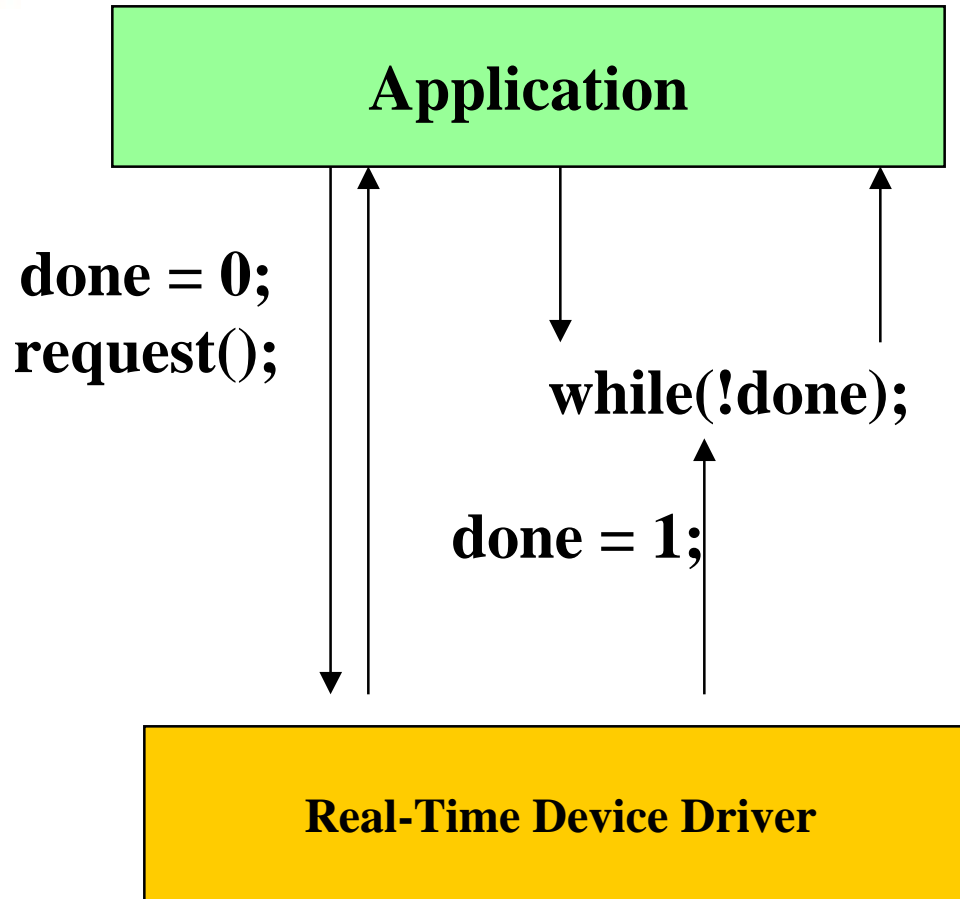 Application
done = 0;
request();
while(!done);
done = 1;
Real-Time Device Driver